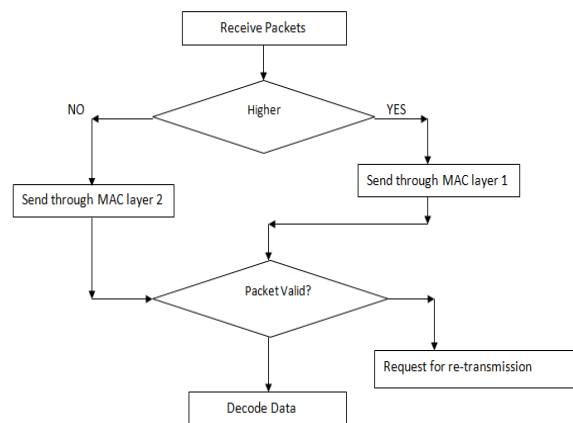 Receive Packets
Higher
NO
YES
Send through MAC layer 1
Send through MAC layer 2
Packet Valid?
Request for re-transmission
Decode Data